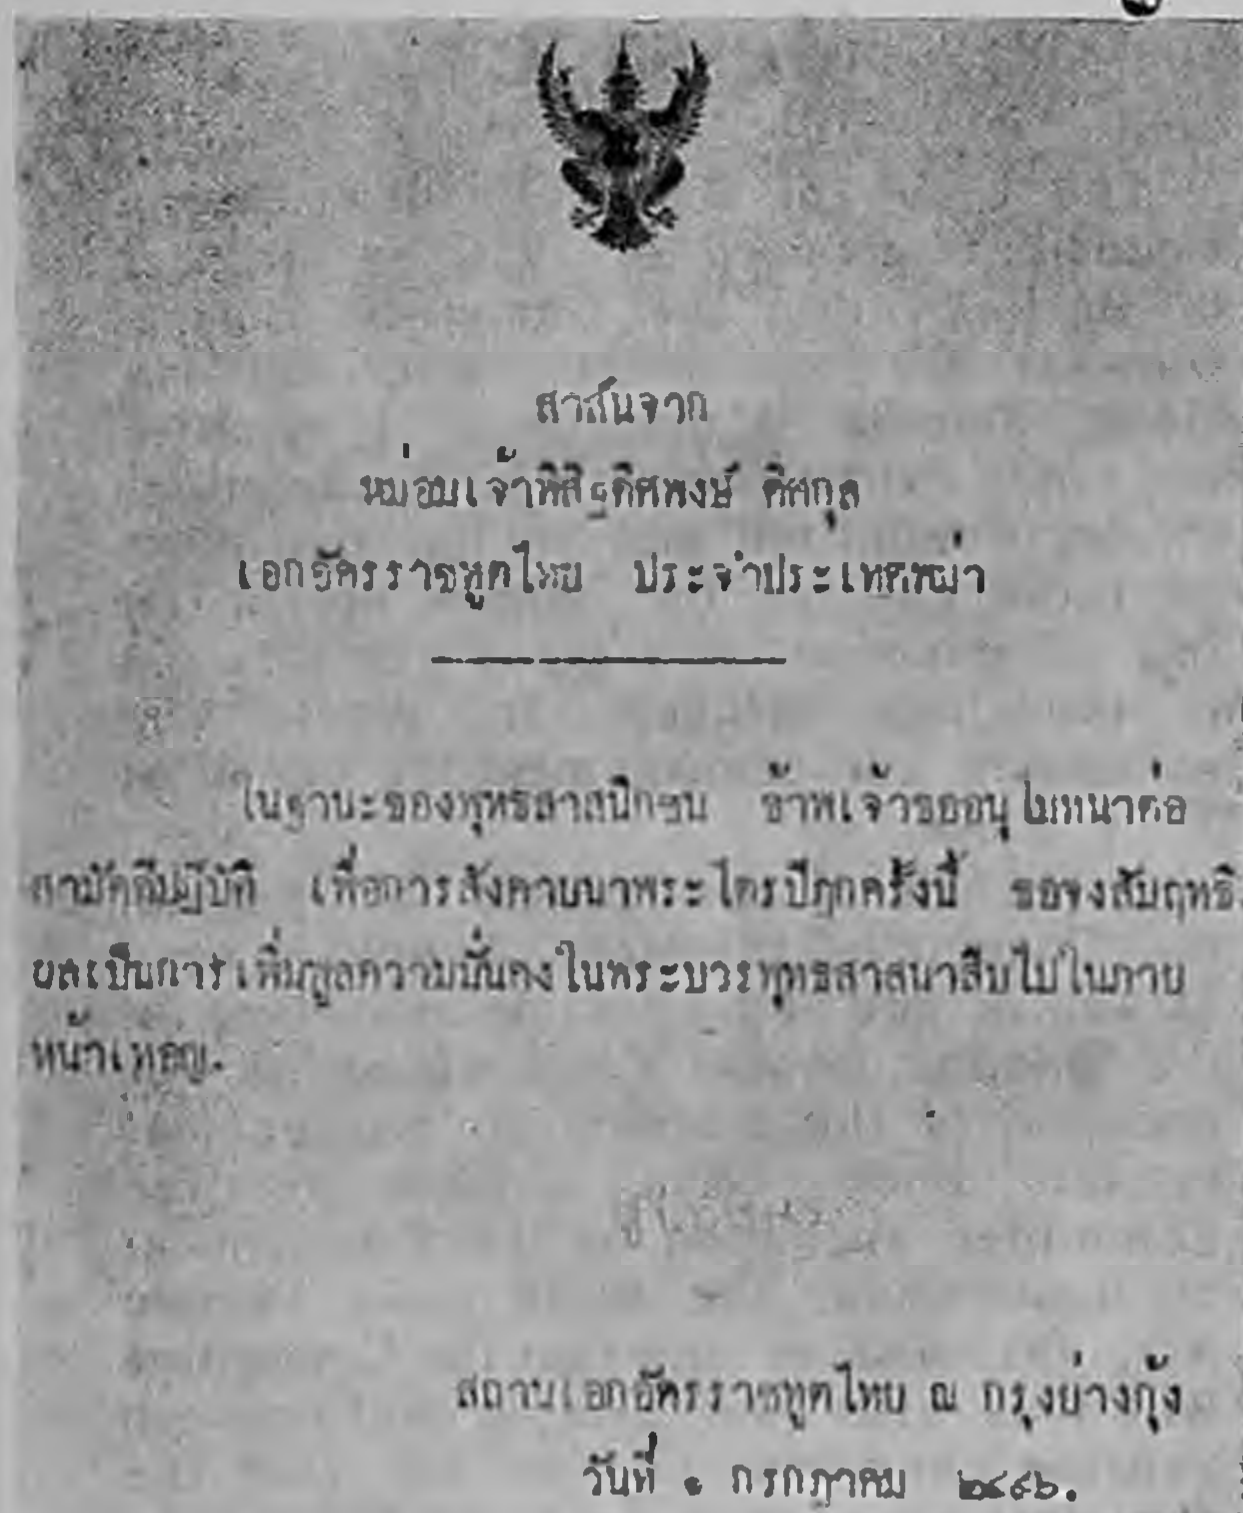 สาส์นจาก
หม่อมเจ้าพิสิฐดิศพงษ์ ดิศกุล
เอกอัครราชทูตไทย ประจำประเทศพม่า
ในฐานะของพุทธสาสนิกชน ข้าพเจ้าขออนุโมทนาต่อ
สามัคคีปฏิบัติ เพื่อการสังคายนาพระไตรปิฎกครั้งนี้ ขอจงสัมฤทธิ
ผลเป็นการเพิ่มพูลความมั่นคงในพระบวรพุทธสาสนาสืบไปในภาย
หน้าเทอญ.
สถานเอกอัครราชทูตไทย ณ กรุงย่างกุ้ง
วันที่ ๑ กรกฎาคม ๒๔๙๖.